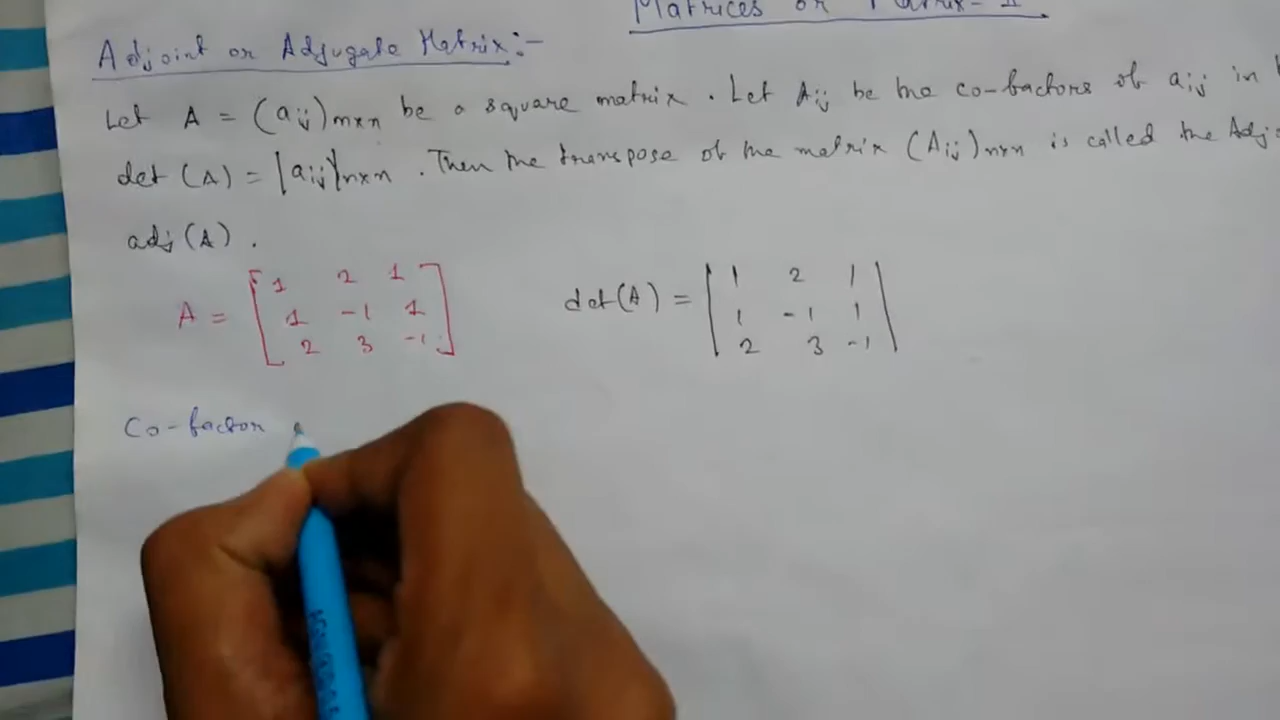 Matrices or Matrix-II
Adjoint or Adjugate Matrix:-
Let A = (aij)nxn be a square matrix. Let Aij be the co-factors of aij in
det (A) = |aij|nxn. Then the transpose of the matrix (Aij)nxn is called the Adj
adj(A).
A = [1 2 1
1 -1 1
2 3 -1]
det(A) = |1 2 1
1 -1 1
2 3 -1|
Co-factor